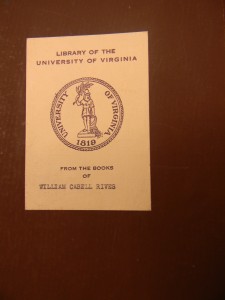 LIBRARY OF THE
UNIVERSITY OF VIRGINIA
UNIVERSITY OF VIRGINIA
1819
FROM THE BOOKS
OF
WILLIAM CABELL RIVES